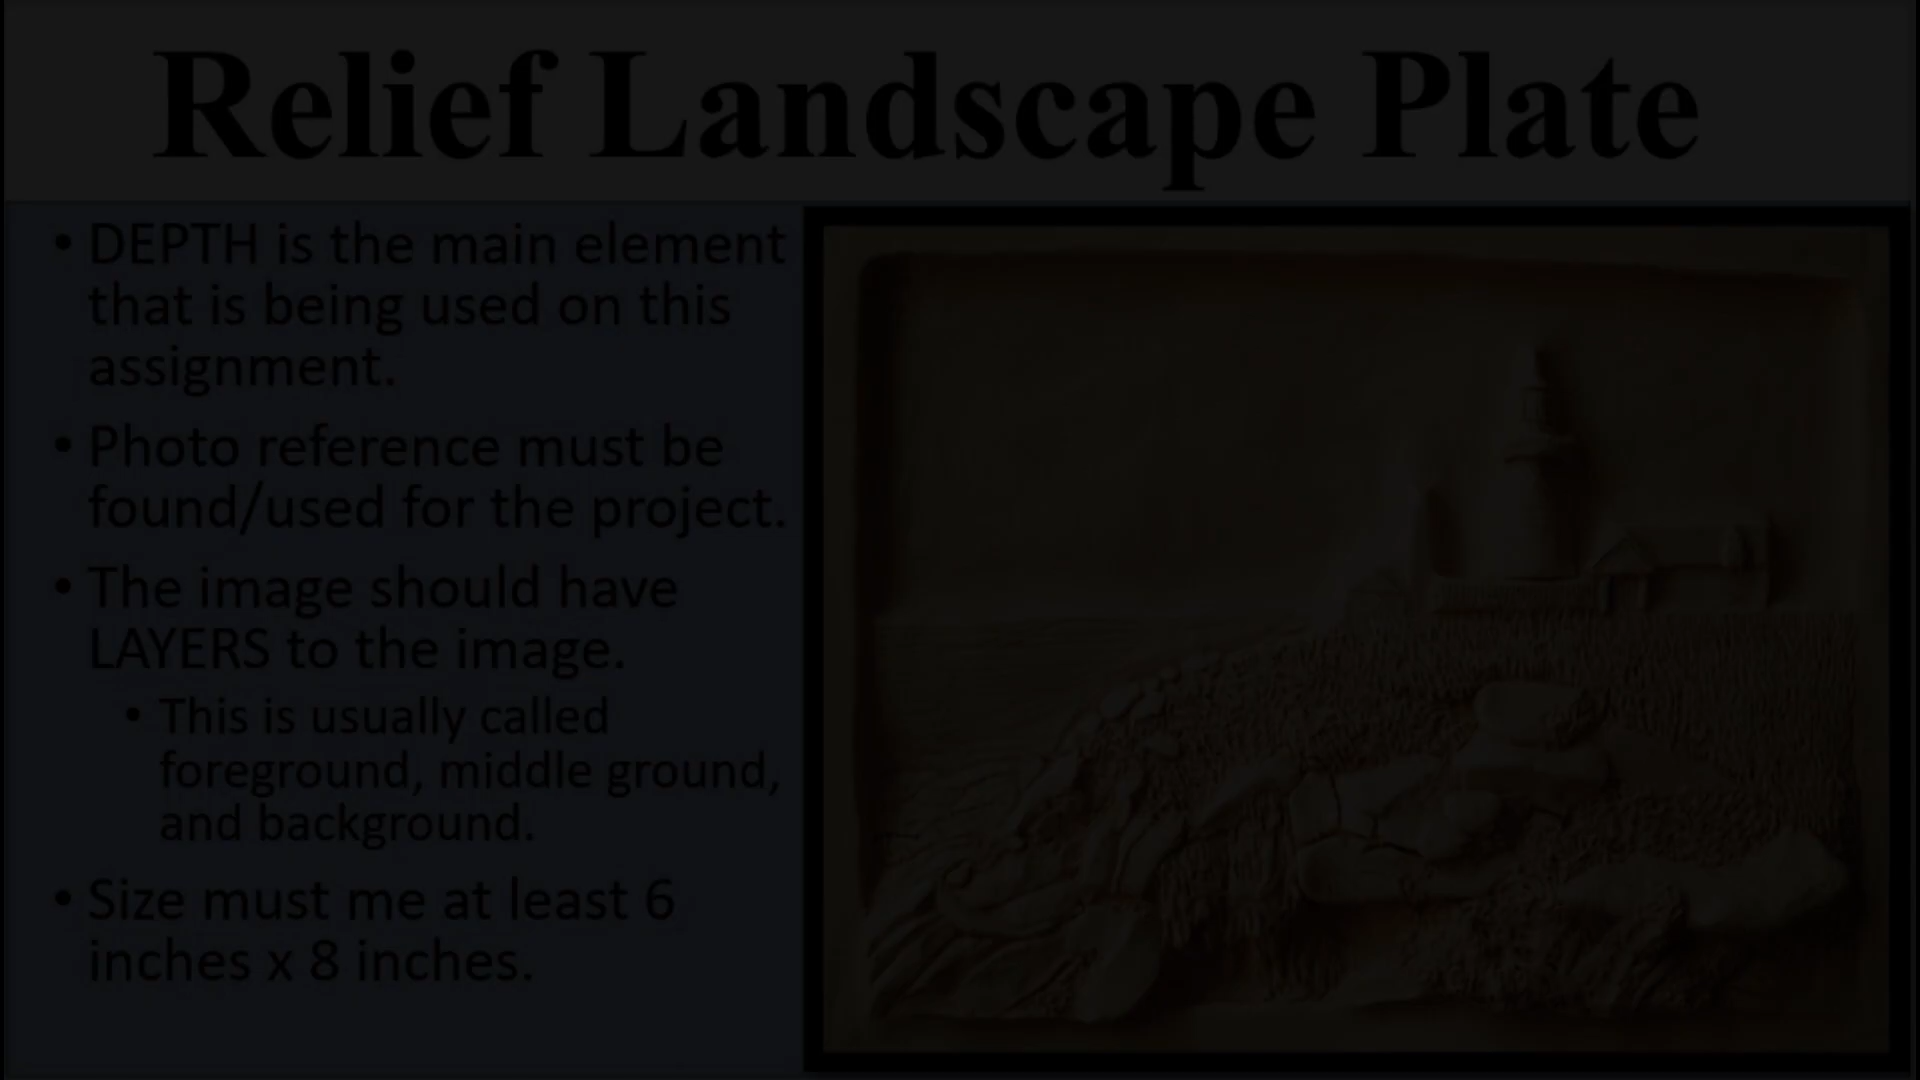 Relief Landscape Plate
• DEPTH is the main element
that is being used on this
assignment.
• Photo reference must be
found/used for the project.
• The image should have
LAYERS to the image.
• This is usually called
foreground, middle ground,
and background.
• Size must me at least 6
inches x 8 inches.